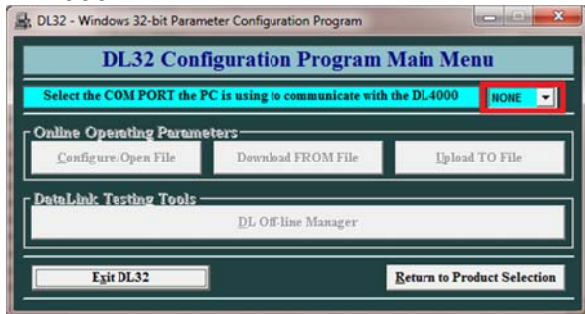 DL32 - Windows 32-bit Parameter Configuration Program
DL32 Configuration Program Main Menu
Select the COM PORT the PC is using to communicate with the DL4000 NONE
Online Operating Parameters
Configure/Open File Download FROM File Upload TO File
DataLink Testing Tools
DL Off-line Manager
Exit DL32 Return to Product Selection